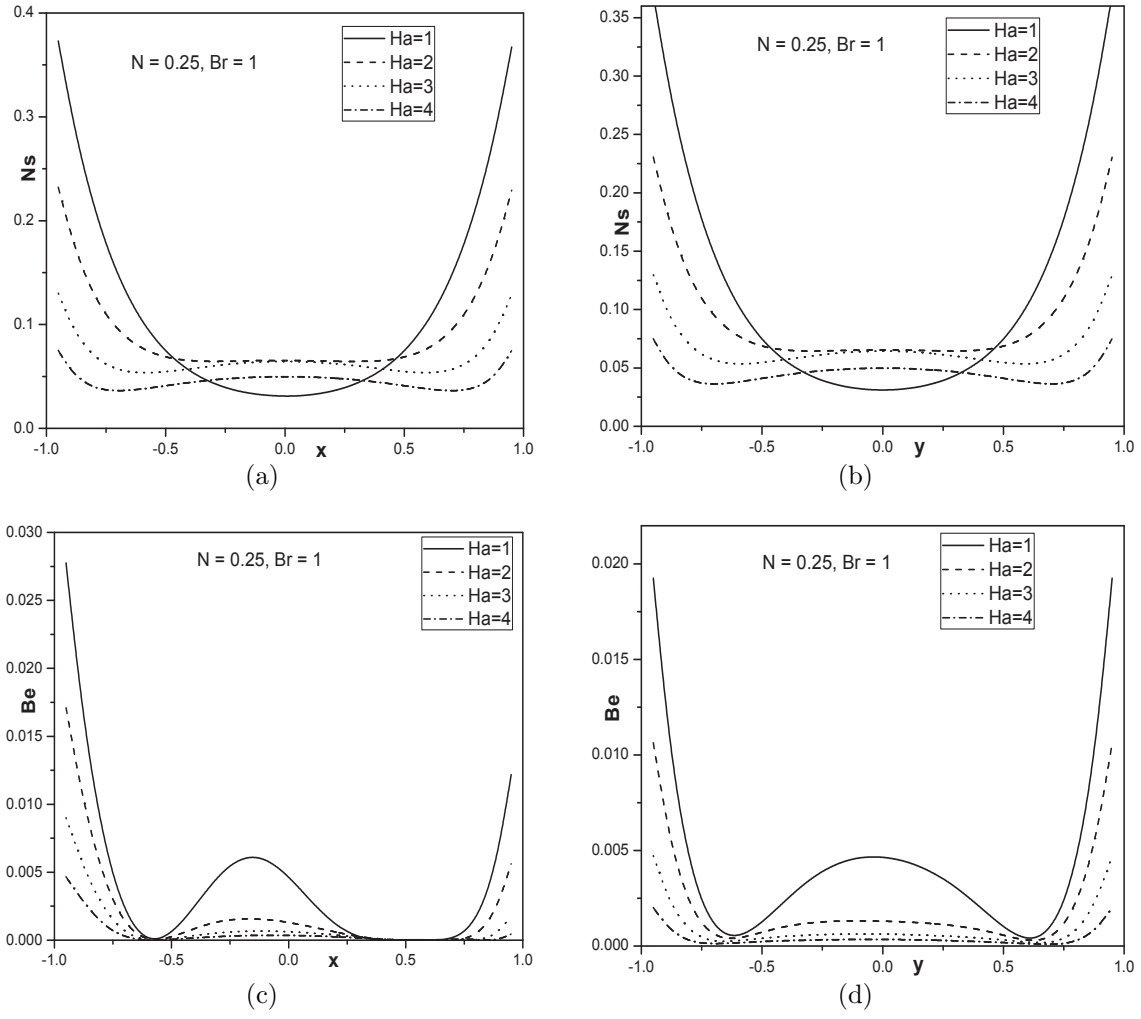 0.4
0.3
0.2
0.1
0.0
Ns
N = 0.25, Br = 1
Ha=1
Ha=2
Ha=3
Ha=4
-1.0 -0.5 0.0 0.5 1.0
x
(a)
0.35
0.30
0.25
0.20
0.15
0.10
0.05
0.00
Ns
N = 0.25, Br = 1
Ha=1
Ha=2
Ha=3
Ha=4
-1.0 -0.5 0.0 0.5 1.0
y
(b)
0.030
0.025
0.020
0.015
0.010
0.005
0.000
Be
N = 0.25, Br = 1
Ha=1
Ha=2
Ha=3
Ha=4
-1.0 -0.5 0.0 0.5 1.0
x
(c)
0.020
0.015
0.010
0.005
0.000
Be
N = 0.25, Br = 1
Ha=1
Ha=2
Ha=3
Ha=4
-1.0 -0.5 0.0 0.5 1.0
y
(d)